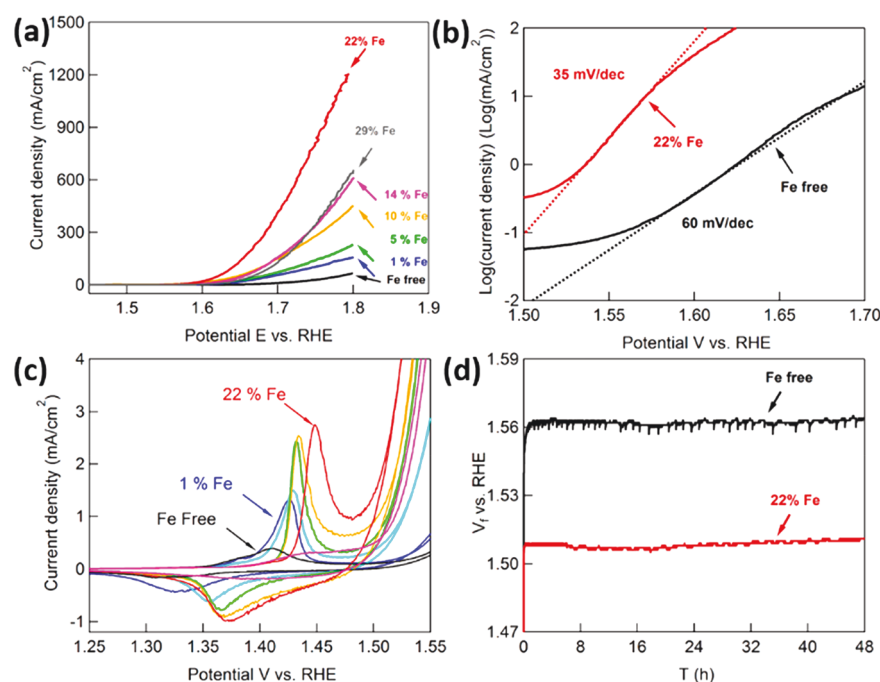 (a)
1500
1200
900
600
300
0
Current density (mA/cm²)
22% Fe
29% Fe
14 % Fe
10 % Fe
5 % Fe
1 % Fe
Fe free
1.5
1.6
1.7
1.8
1.9
Potential E vs. RHE
(b)
2
1
0
-1
-2
Log(current density) (Log(mA/cm²))
35 mV/dec
22% Fe
Fe free
60 mV/dec
1.50
1.55
1.60
1.65
1.70
Potential V vs. RHE
(c)
4
3
2
1
0
-1
Current density (mA/cm²)
22 % Fe
1 % Fe
Fe Free
1.25
1.30
1.35
1.40
1.45
1.50
1.55
Potential V vs. RHE
(d)
1.59
1.56
1.53
1.50
1.47
V_f vs. RHE
Fe free
22% Fe
0
8
16
24
32
40
48
T (h)